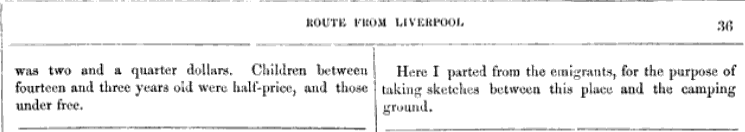 ROUTE FROM LIVERPOOL
36
was two and a quarter dollars. Children between
fourteen and three years old were half-price, and those
under free.
Here I parted from the emigrants, for the purpose of
taking sketches between this place and the camping
ground.